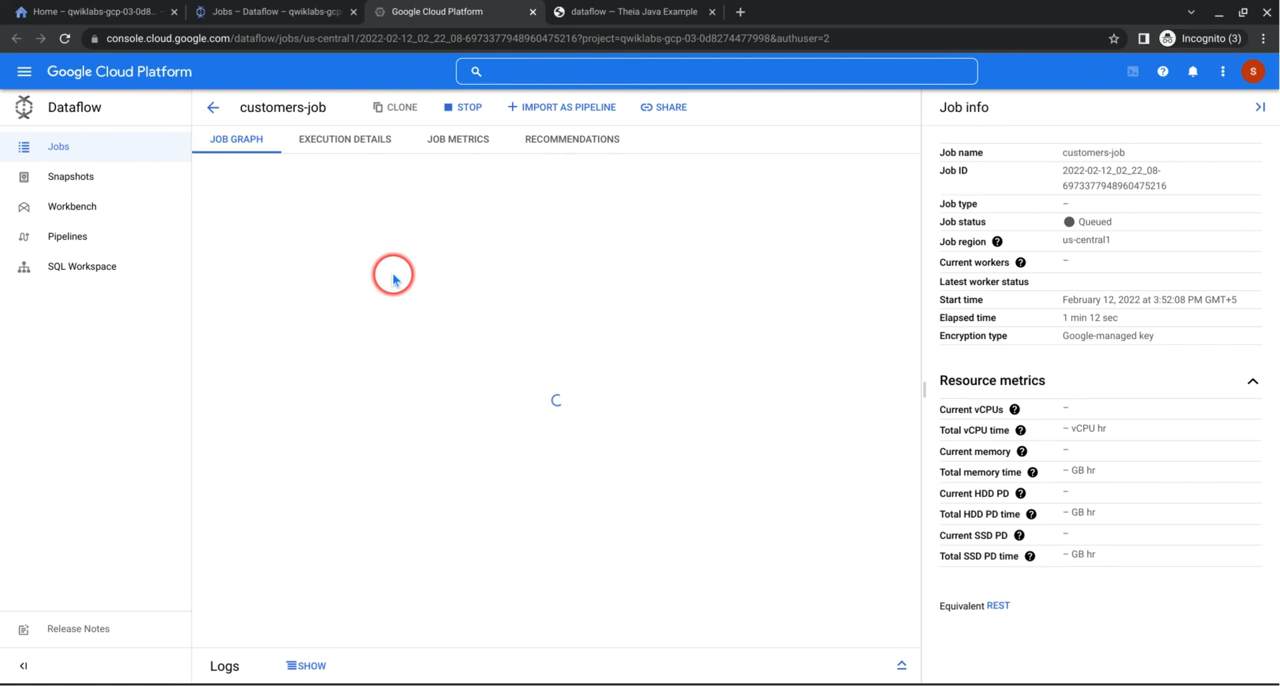 Home – qwiklabs-gcp-03-0d8...
Jobs – Dataflow – qwiklabs-gcp
Google Cloud Platform
dataflow — Theia Java Example
console.cloud.google.com/dataflow/jobs/us-central1/2022-02-12_02_22_08-6973377948960475216?project=qwiklabs-gcp-03-0d8274477998&authuser=2
Incognito (3)
Google Cloud Platform
S
Dataflow
customers-job
CLONE
STOP
IMPORT AS PIPELINE
SHARE
Job info
Jobs
Snapshots
Workbench
Pipelines
SQL Workspace
JOB GRAPH
EXECUTION DETAILS
JOB METRICS
RECOMMENDATIONS
Job name customers-job
Job ID 2022-02-12_02_22_08-
6973377948960475216
Job type –
Job status Queued
Job region us-central1
Current workers –
Latest worker status
Start time February 12, 2022 at 3:52:08 PM GMT+5
Elapsed time 1 min 12 sec
Encryption type Google-managed key
Resource metrics
Current vCPUs –
Total vCPU time – vCPU hr
Current memory –
Total memory time – GB hr
Current HDD PD –
Total HDD PD time – GB hr
Current SSD PD –
Total SSD PD time – GB hr
Equivalent REST
Release Notes
Logs
SHOW